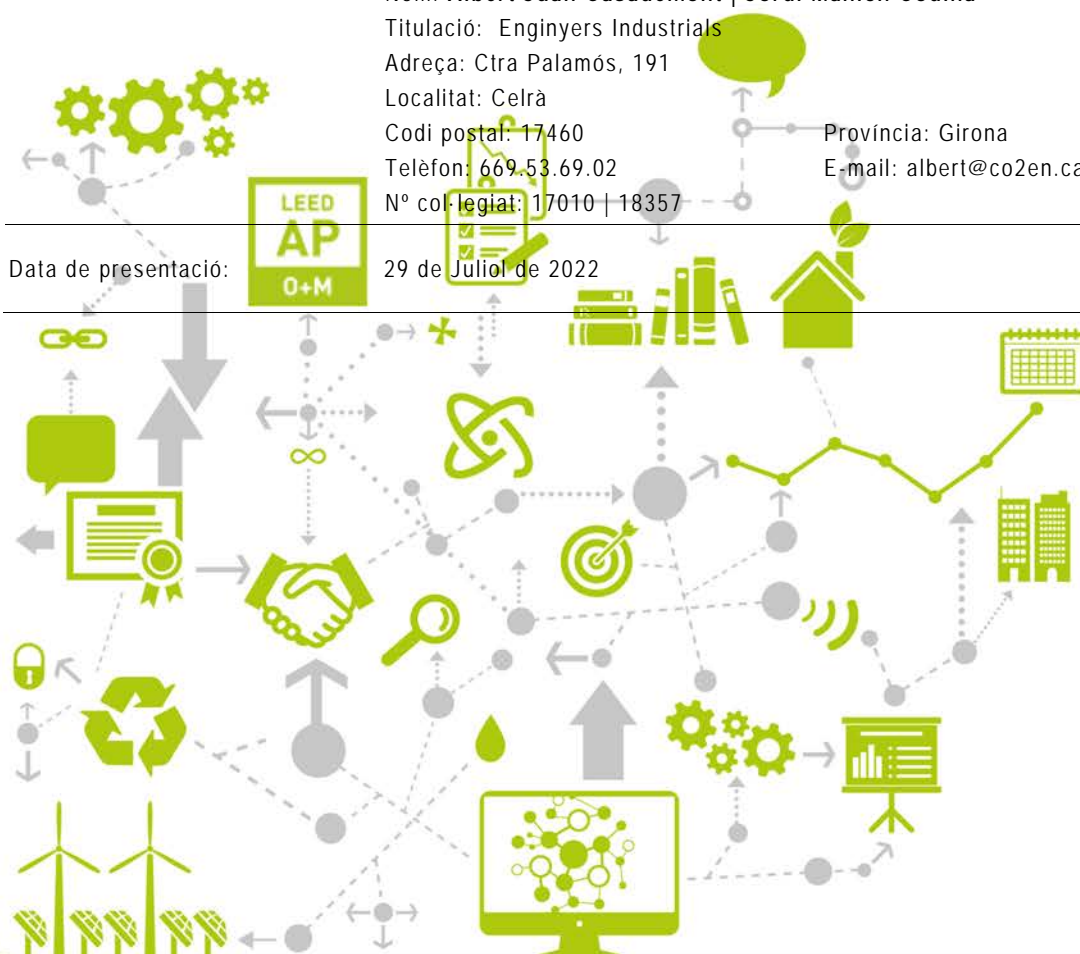 Titulació: Enginyers Industrials
Adreça: Ctra Palamós, 191
Localitat: Celrà
Codi postal: 17460 Província: Girona
Telèfon: 669.53.69.02 E-mail: albert@co2en.ca
Nº col·legiat: 17010 | 18357
LEED
AP
O+M
Data de presentació: 29 de Juliol de 2022